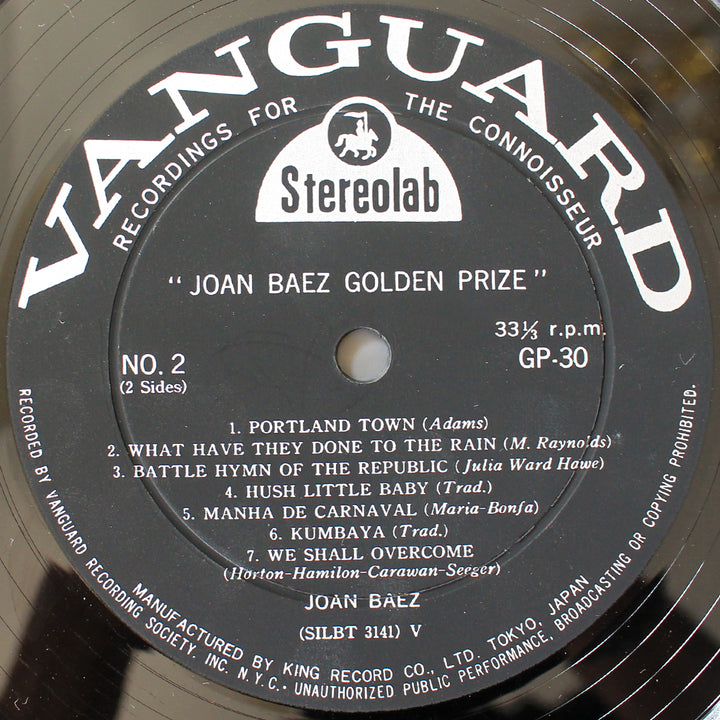 VANGUARD
RECORDINGS FOR THE CONNOISSEUR
Stereolab
"JOAN BAEZ GOLDEN PRIZE"
33⅓ r.p.m.
NO. 2
GP-30
(2 Sides)
1. PORTLAND TOWN (Adams)
2. WHAT HAVE THEY DONE TO THE RAIN (M. Raynolds)
3. BATTLE HYMN OF THE REPUBLIC (Julia Ward Hawe)
4. HUSH LITTLE BABY (Trad.)
5. MANHA DE CARNAVAL (Maria-Bonfa)
6. KUMBAYA (Trad.)
7. WE SHALL OVERCOME
(Horton-Hamilon-Carawan-Seeger)
JOAN BAEZ
(SILBT 3141) V
MANUFACTURED BY KING RECORD CO., LTD. TOKYO, JAPAN
RECORDED BY VANGUARD RECORDING SOCIETY, INC. N.Y.C. · UNAUTHORIZED PUBLIC PERFORMANCE, BROADCASTING OR COPYING PROHIBITED.